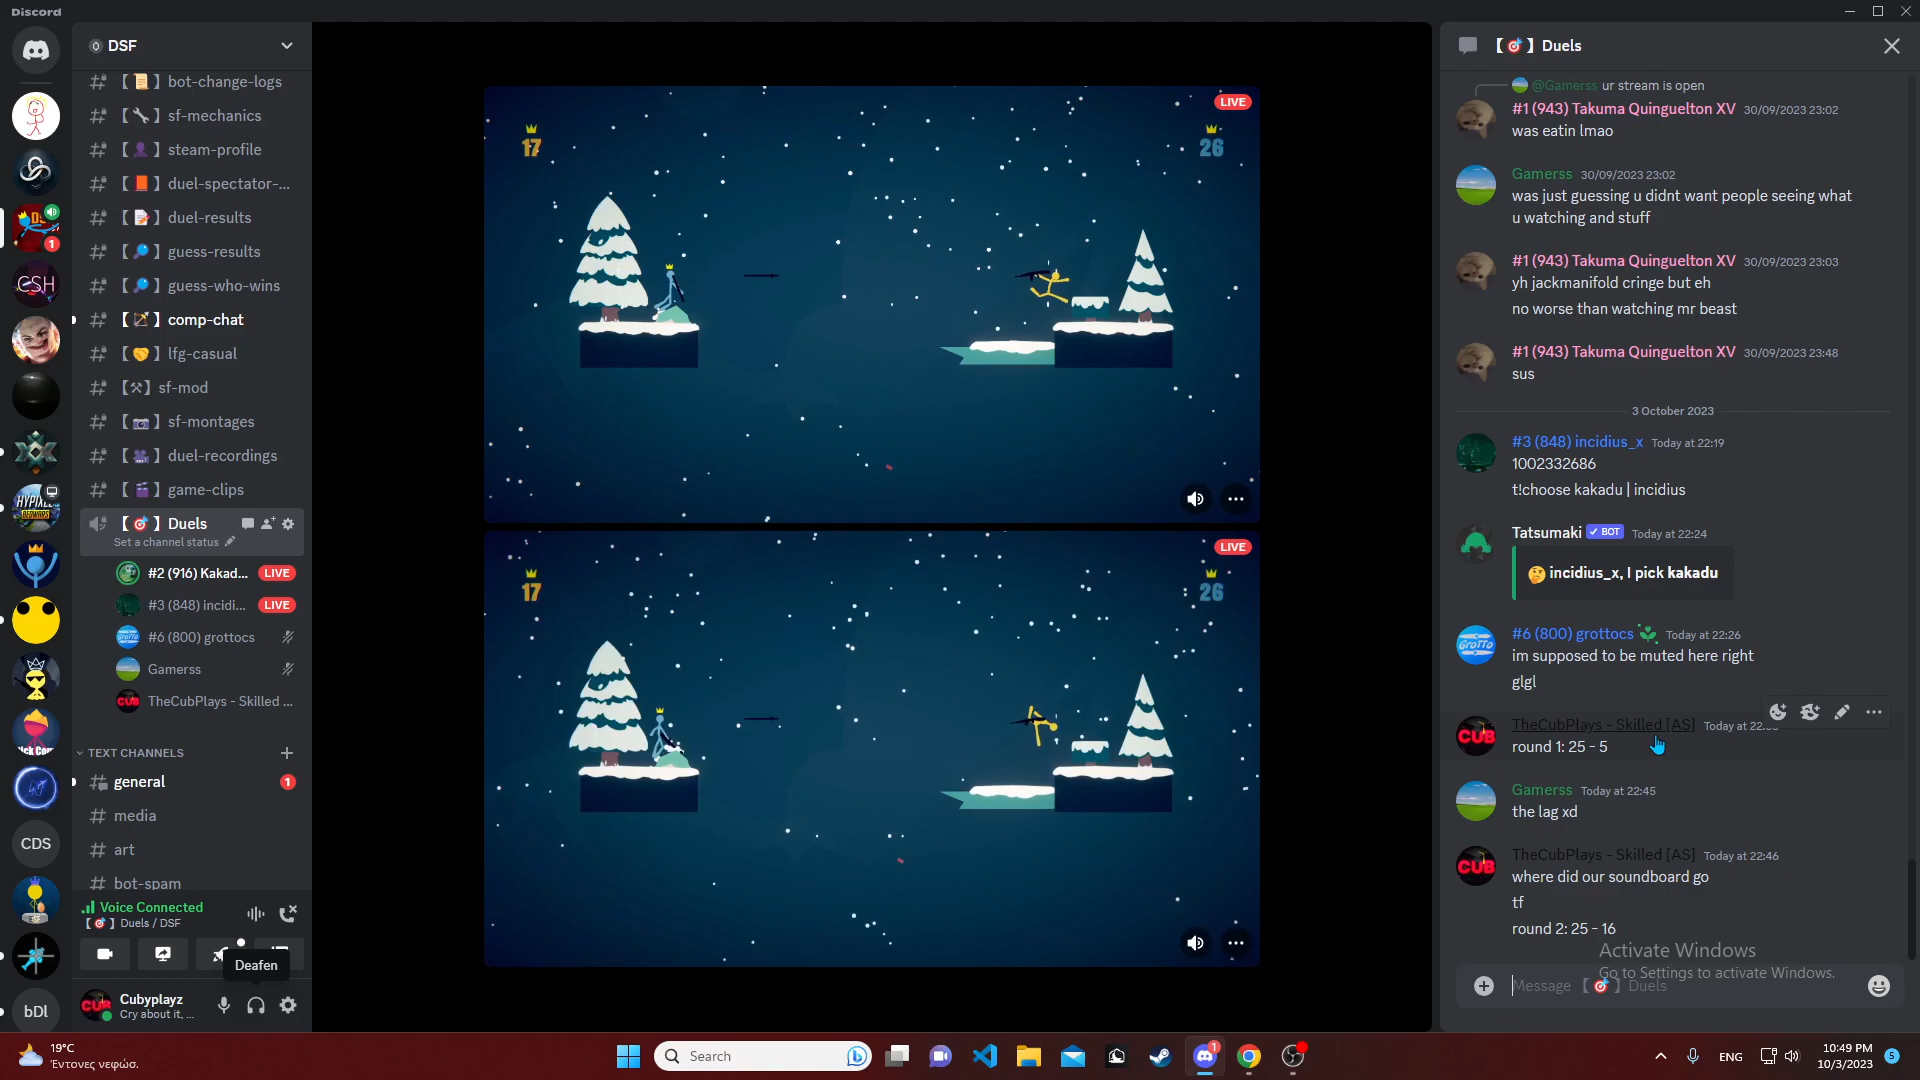 Discord
DSF
【📜】bot-change-logs
【🔧】sf-mechanics
【👤】steam-profile
【📕】duel-spectator-...
【📝】duel-results
【🔎】guess-results
【🔎】guess-who-wins
【🏹】comp-chat
【🤝】lfg-casual
【⚒】sf-mod
【📷】sf-montages
【🎥】duel-recordings
【🎬】game-clips
【🎯】Duels
Set a channel status
#2 (916) Kakad...
LIVE
#3 (848) incidi...
LIVE
#6 (800) grottocs
Gamerss
TheCubPlays - Skilled ...
TEXT CHANNELS
general
1
media
art
bot-spam
Voice Connected
【🎯】Duels / DSF
Deafen
Cubyplayz
Cry about it, ...
1
CSH
CDS
bDl
LIVE
17
26
LIVE
17
26
【🎯】Duels
@Gamerss ur stream is open
#1 (943) Takuma Quinguelton XV 30/09/2023 23:02
was eatin lmao
Gamerss 30/09/2023 23:02
was just guessing u didnt want people seeing what
u watching and stuff
#1 (943) Takuma Quinguelton XV 30/09/2023 23:03
yh jackmanifold cringe but eh
no worse than watching mr beast
#1 (943) Takuma Quinguelton XV 30/09/2023 23:48
sus
3 October 2023
#3 (848) incidius_x Today at 22:19
1002332686
t!choose kakadu | incidius
Tatsumaki ✓ BOT Today at 22:24
🤔 incidius_x, I pick kakadu
#6 (800) grottocs Today at 22:26
im supposed to be muted here right
glgl
TheCubPlays - Skilled [AS] Today at 22:
round 1: 25 - 5
Gamerss Today at 22:45
the lag xd
TheCubPlays - Skilled [AS] Today at 22:46
where did our soundboard go
tf
round 2: 25 - 16
Activate Windows
Go to Settings to activate Windows.
Message 【🎯】Duels
19°C
Έντονες νεφώσ.
Search
1
ENG
10:49 PM
10/3/2023
5